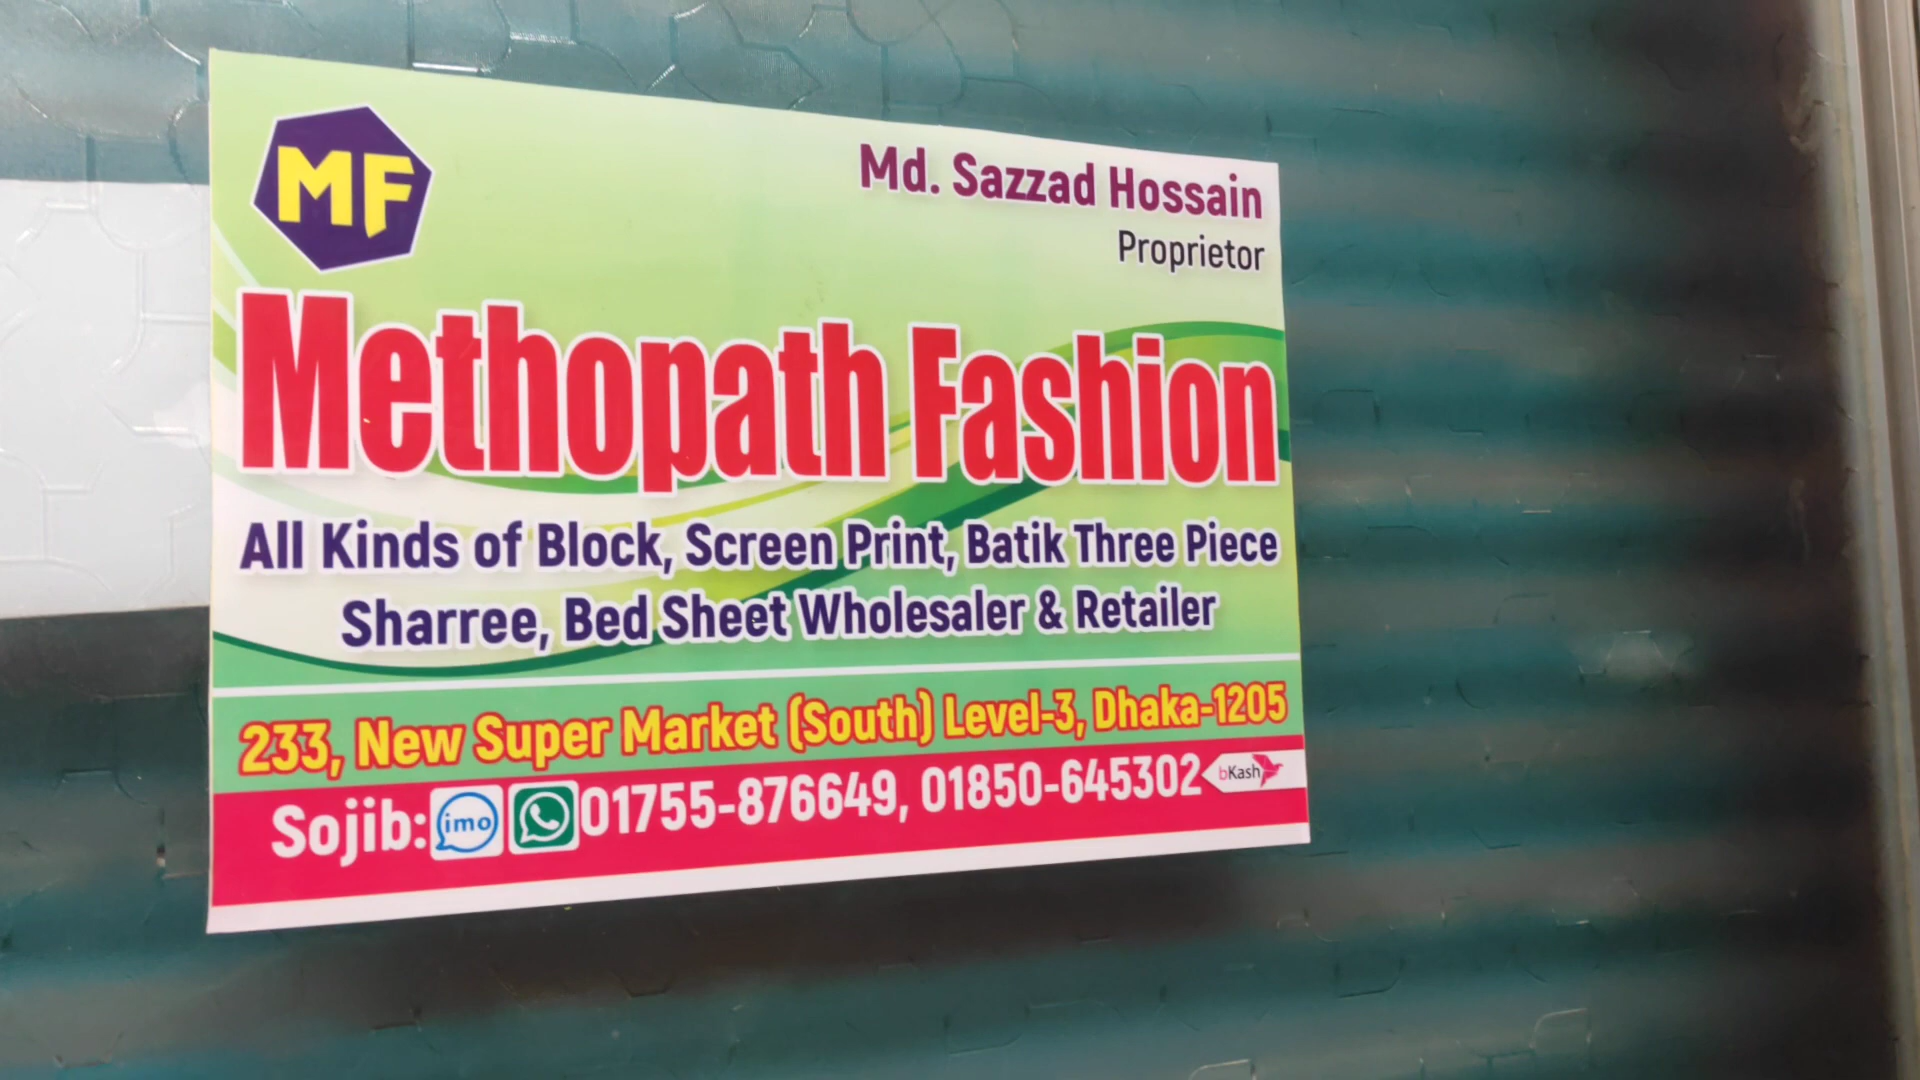 MF
Md. Sazzad Hossain
Proprietor
Methopath Fashion
All Kinds of Block, Screen Print, Batik Three Piece
Sharree, Bed Sheet Wholesaler & Retailer
233, New Super Market (South) Level-3, Dhaka-1205
Sojib: imo 01755-876649, 01850-645302 bKash